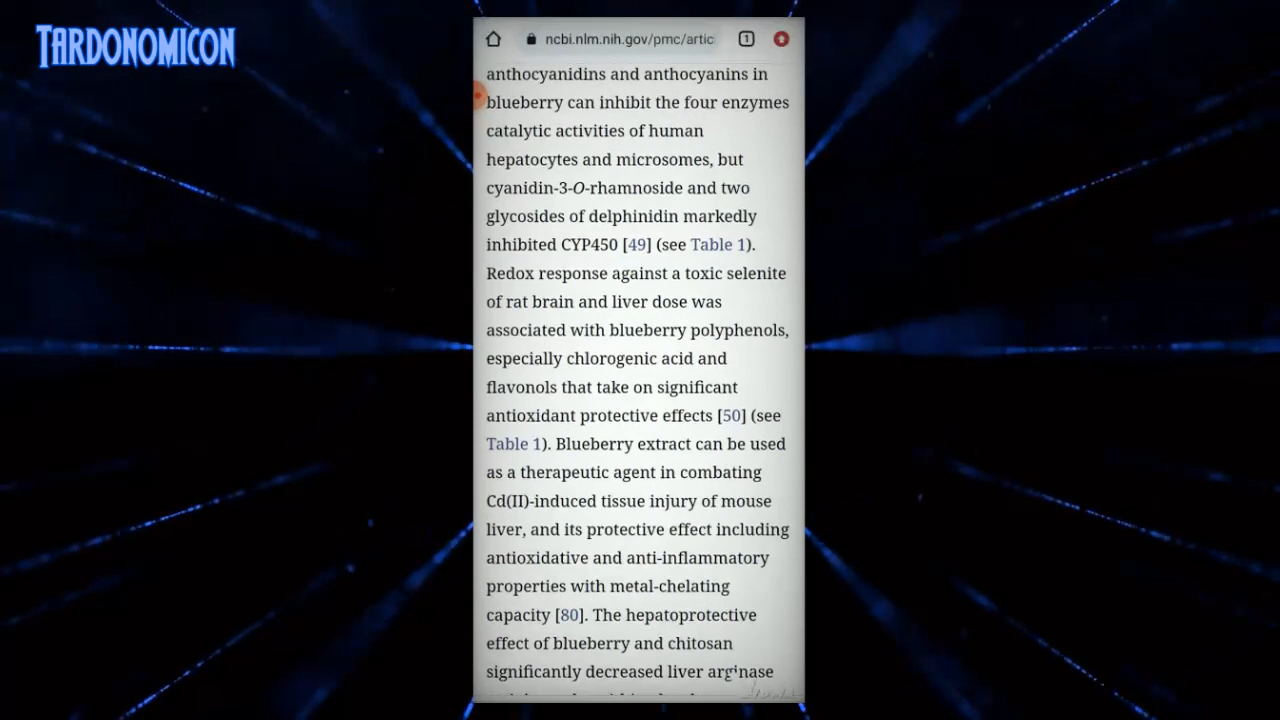 TARDONOMICON
ncbi.nlm.nih.gov/pmc/artic
1
anthocyanidins and anthocyanins in
blueberry can inhibit the four enzymes
catalytic activities of human
hepatocytes and microsomes, but
cyanidin-3-O-rhamnoside and two
glycosides of delphinidin markedly
inhibited CYP450 [49] (see Table 1).
Redox response against a toxic selenite
of rat brain and liver dose was
associated with blueberry polyphenols,
especially chlorogenic acid and
flavonols that take on significant
antioxidant protective effects [50] (see
Table 1). Blueberry extract can be used
as a therapeutic agent in combating
Cd(II)-induced tissue injury of mouse
liver, and its protective effect including
antioxidative and anti-inflammatory
properties with metal-chelating
capacity [80]. The hepatoprotective
effect of blueberry and chitosan
significantly decreased liver arginase